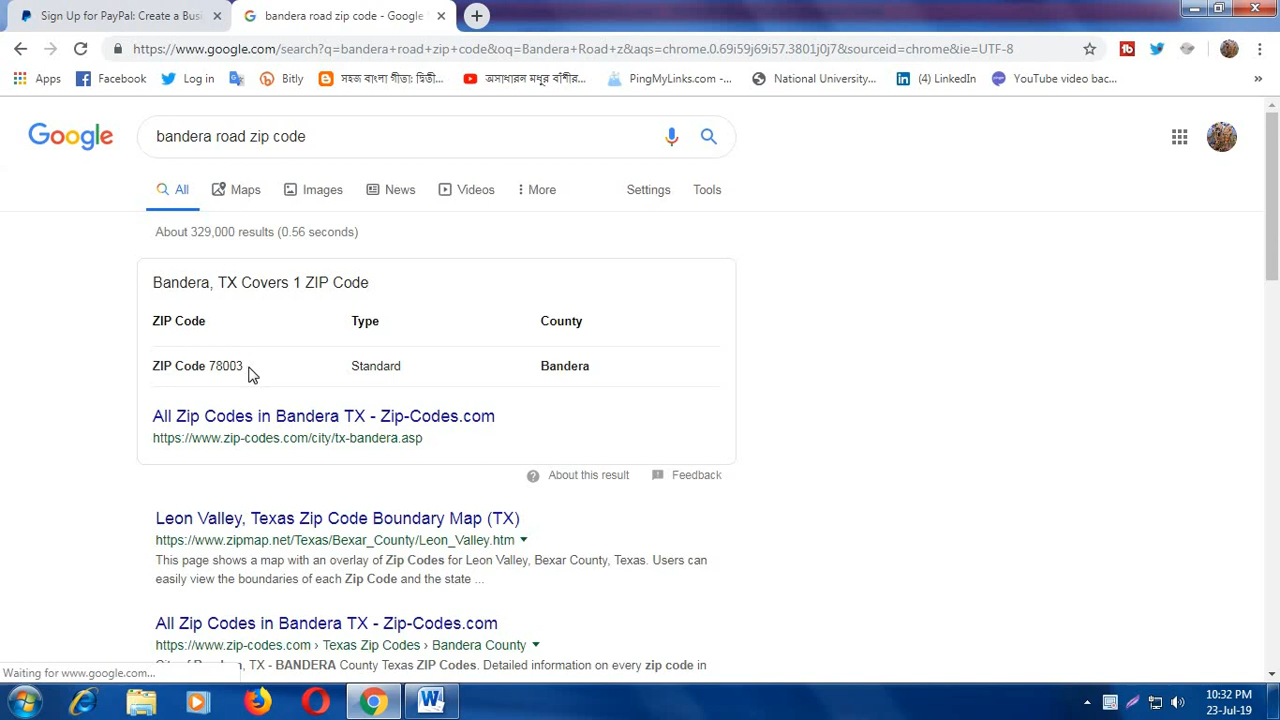 Sign Up for PayPal: Create a Busi
bandera road zip code - Google
https://www.google.com/search?q=bandera+road+zip+code&oq=Bandera+Road+z&aqs=chrome.0.69i59j69i57.3801j0j7&sourceid=chrome&ie=UTF-8
Apps Facebook Log in Bitly সহজ বাংলা গীতা: দ্বিতী... অসাধারল মধুর বাঁশীর... PingMyLinks.com -... National University,... (4) LinkedIn YouTube video bac... »
Google
bandera road zip code
All Maps Images News Videos More Settings Tools
About 329,000 results (0.56 seconds)
Bandera, TX Covers 1 ZIP Code
ZIP Code Type County
ZIP Code 78003 Standard Bandera
All Zip Codes in Bandera TX - Zip-Codes.com
https://www.zip-codes.com/city/tx-bandera.asp
About this result Feedback
Leon Valley, Texas Zip Code Boundary Map (TX)
https://www.zipmap.net/Texas/Bexar_County/Leon_Valley.htm
This page shows a map with an overlay of Zip Codes for Leon Valley, Bexar County, Texas. Users can
easily view the boundaries of each Zip Code and the state ...
All Zip Codes in Bandera TX - Zip-Codes.com
https://www.zip-codes.com › Texas Zip Codes › Bandera County
City of Bandera, TX - BANDERA County Texas ZIP Codes. Detailed information on every zip code in
Waiting for www.google.com...
10:32 PM
23-Jul-19